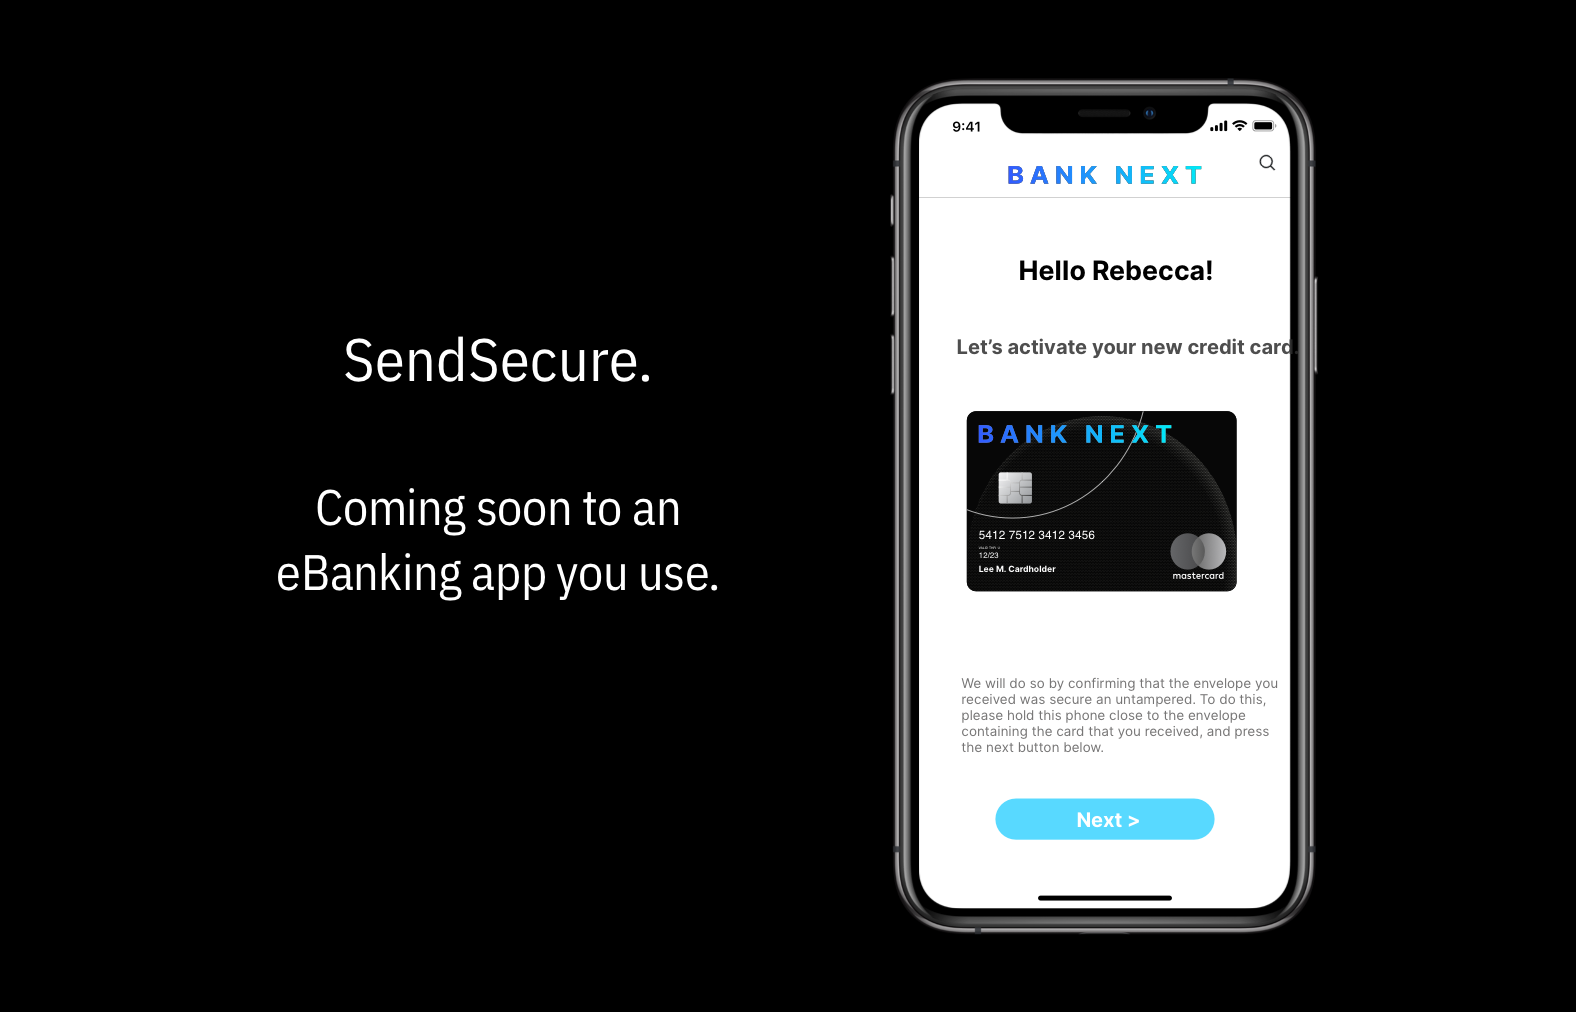 SendSecure.
Coming soon to an
eBanking app you use.
9:41
BANK NEXT
Hello Rebecca!
Let’s activate your new credit card.
BANK NEXT
5412 7512 3412 3456
VALID THRU
12/23
Lee M. Cardholder
mastercard
We will do so by confirming that the envelope you
received was secure an untampered. To do this,
please hold this phone close to the envelope
containing the card that you received, and press
the next button below.
Next >